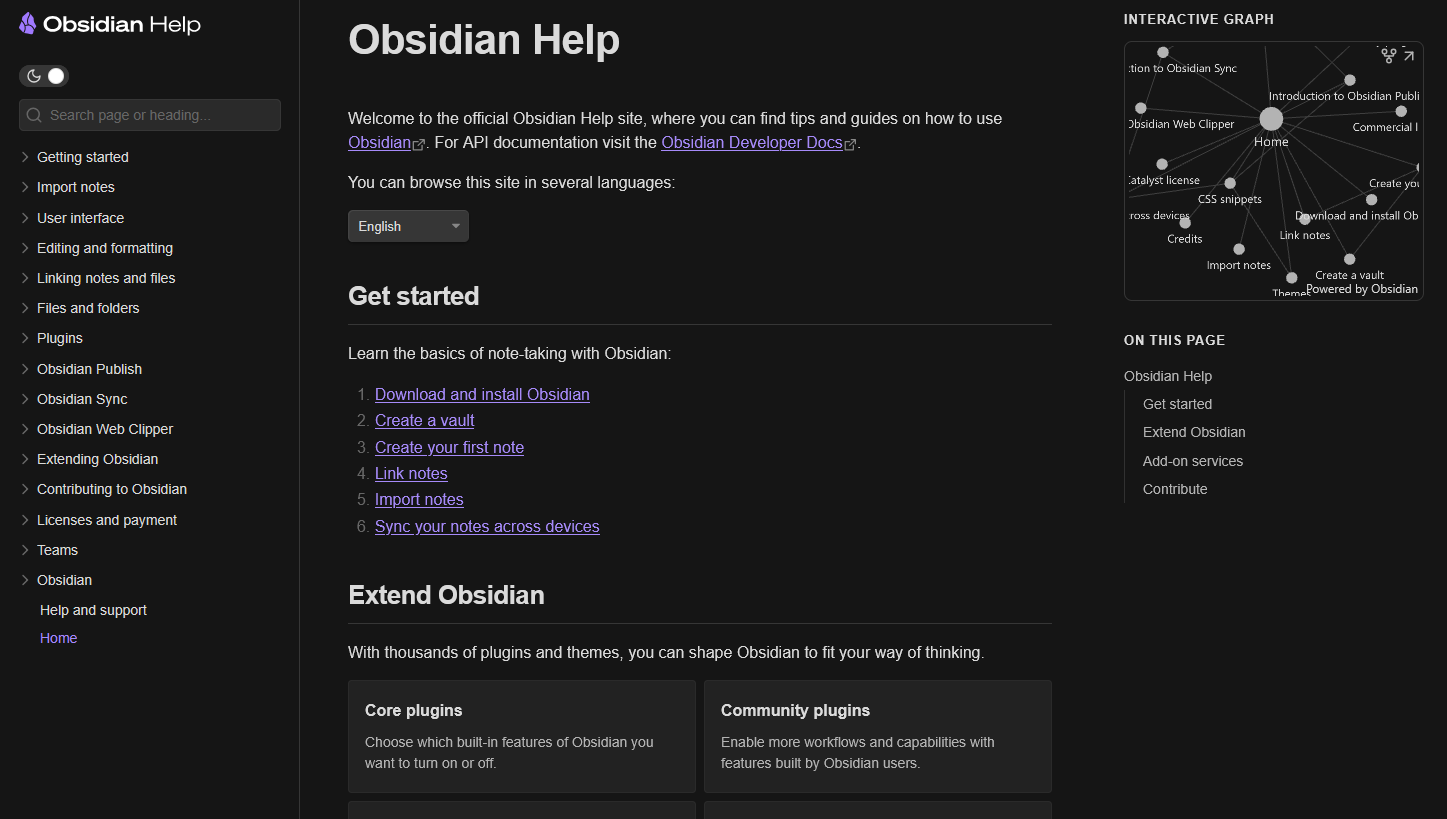 Obsidian Help
Search page or heading...
Getting started
Import notes
User interface
Editing and formatting
Linking notes and files
Files and folders
Plugins
Obsidian Publish
Obsidian Sync
Obsidian Web Clipper
Extending Obsidian
Contributing to Obsidian
Licenses and payment
Teams
Obsidian
Help and support
Home
Obsidian Help
Welcome to the official Obsidian Help site, where you can find tips and guides on how to use
Obsidian. For API documentation visit the Obsidian Developer Docs.
You can browse this site in several languages:
English
Get started
Learn the basics of note-taking with Obsidian:
1. Download and install Obsidian
2. Create a vault
3. Create your first note
4. Link notes
5. Import notes
6. Sync your notes across devices
Extend Obsidian
With thousands of plugins and themes, you can shape Obsidian to fit your way of thinking.
Core plugins
Choose which built-in features of Obsidian you
want to turn on or off.
Community plugins
Enable more workflows and capabilities with
features built by Obsidian users.
INTERACTIVE GRAPH
ction to Obsidian Sync
Introduction to Obsidian Publi
Obsidian Web Clipper
Commercial l
Home
Catalyst license
Create you
CSS snippets
ross devices
Download and install Ob
Credits
Link notes
Import notes
Create a vault
Themes
Powered by Obsidian
ON THIS PAGE
Obsidian Help
Get started
Extend Obsidian
Add-on services
Contribute